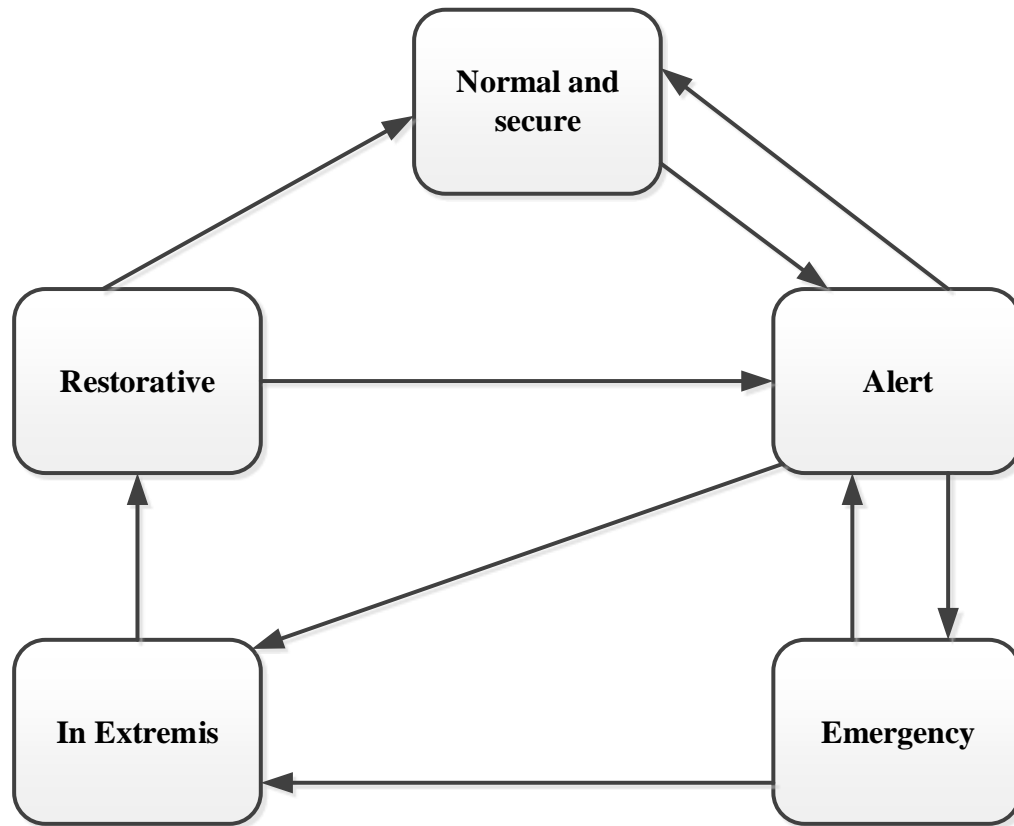 Normal and
secure
Restorative
Alert
In Extremis
Emergency